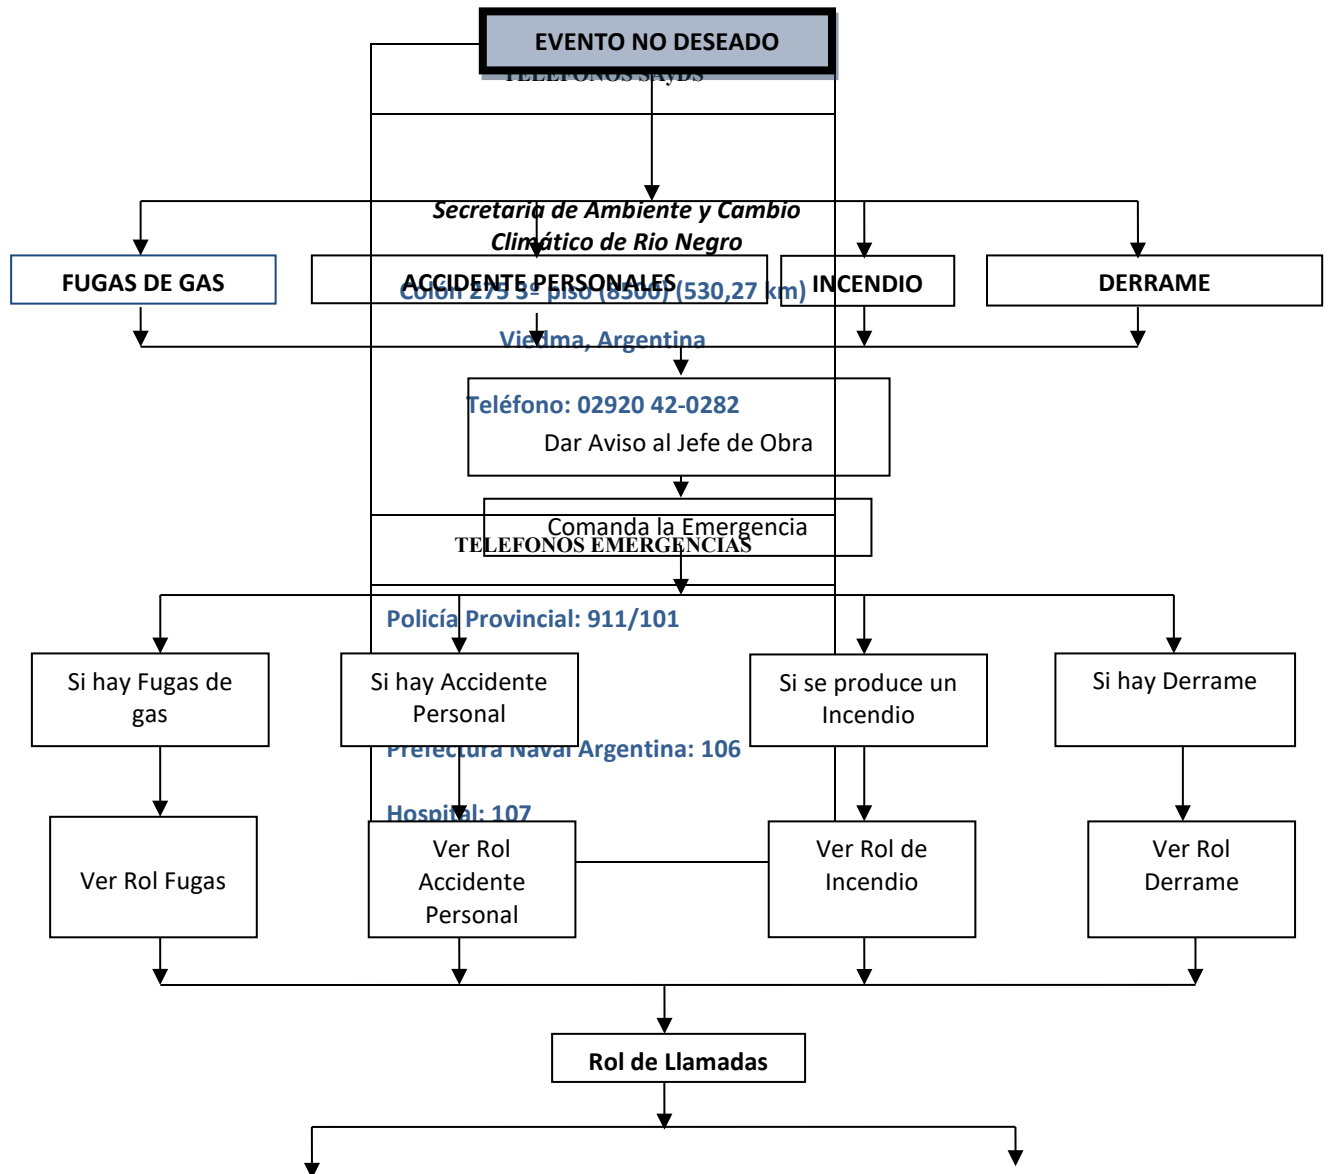 EVENTO NO DESEADO
TELEFONOS SAyDS
Secretaria de Ambiente y Cambio
Climático de Rio Negro
FUGAS DE GAS
ACCIDENTE PERSONALES
INCENDIO
DERRAME
Colón 275 3º piso (8500) (530,27 km)
Viedma, Argentina
Teléfono: 02920 42-0282
Dar Aviso al Jefe de Obra
Comanda la Emergencia
TELEFONOS EMERGENCIAS
Policía Provincial: 911/101
Si hay Fugas de
gas
Si hay Accidente
Personal
Si se produce un
Incendio
Si hay Derrame
Prefectura Naval Argentina: 106
Hospital: 107
Ver Rol Fugas
Ver Rol
Accidente
Personal
Ver Rol de
Incendio
Ver Rol
Derrame
Rol de Llamadas